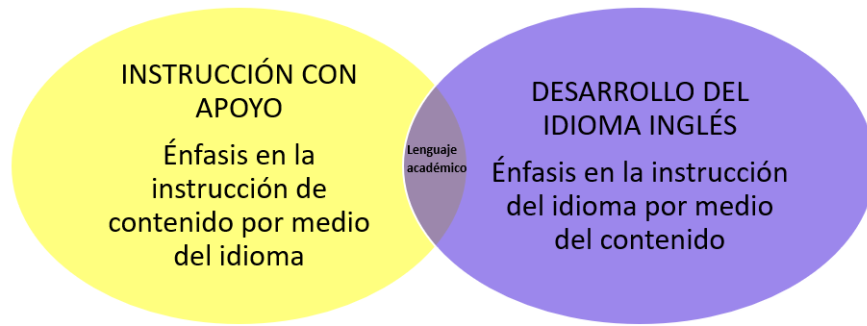 INSTRUCCIÓN CON
APOYO
Énfasis en la
instrucción de
contenido por medio
del idioma
Lenguaje
académico
DESARROLLO DEL
IDIOMA INGLÉS
Énfasis en la instrucción
del idioma por medio
del contenido